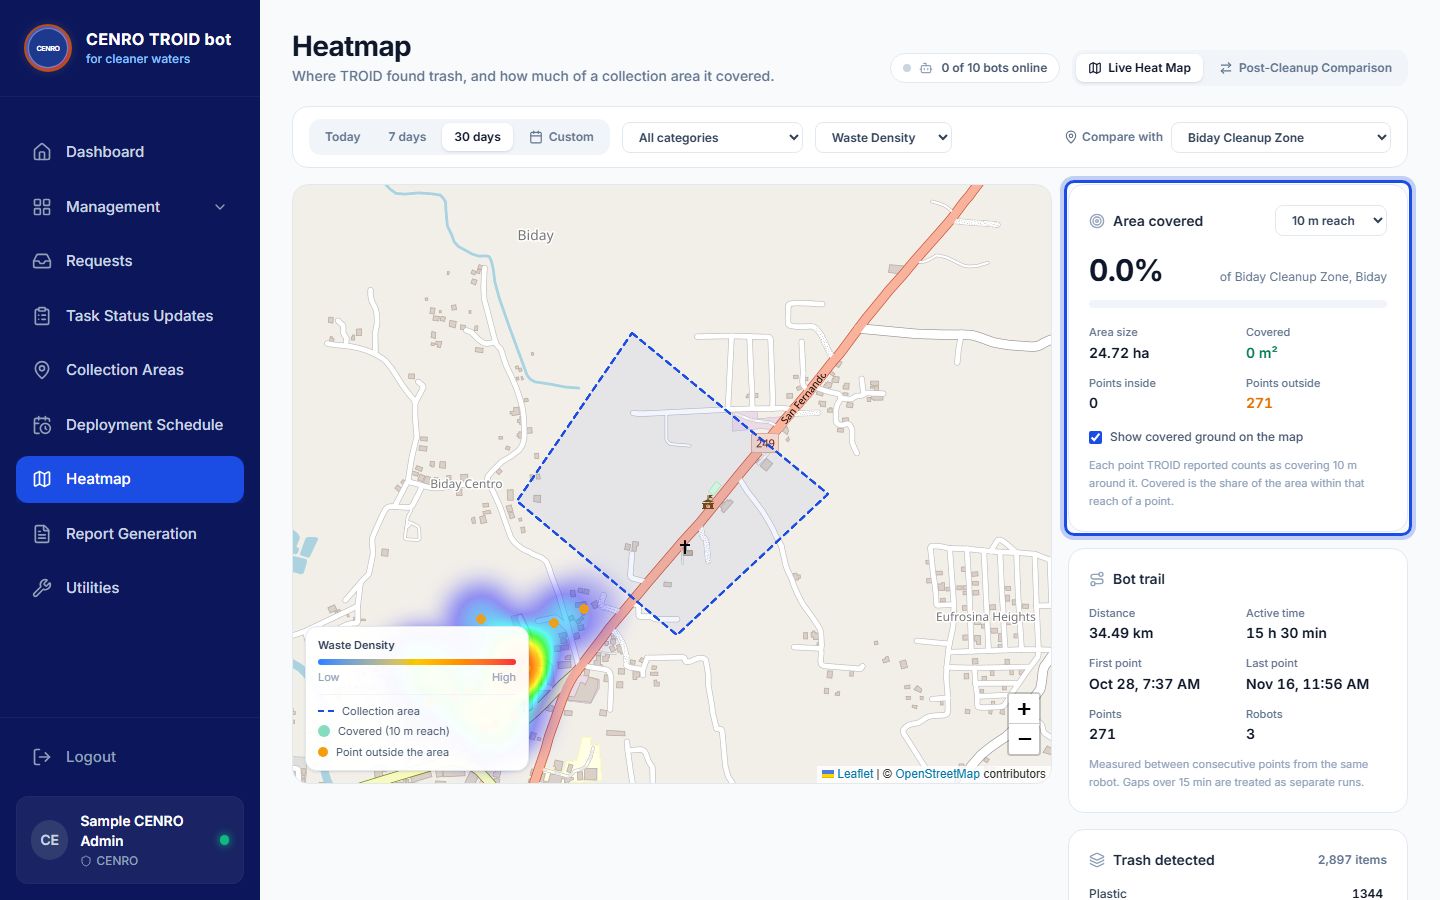 CENRO
CENRO TROID bot
for cleaner waters
Dashboard
Management
Requests
Task Status Updates
Collection Areas
Deployment Schedule
Heatmap
Report Generation
Utilities
Logout
CE
Sample CENRO
Admin
CENRO
Heatmap
Where TROID found trash, and how much of a collection area it covered.
0 of 10 bots online
Live Heat Map
Post-Cleanup Comparison
Today
7 days
30 days
Custom
All categories
Waste Density
Compare with
Biday Cleanup Zone
Biday
San Fernando
249
Biday Centro
Eufrosina Heights
Waste Density
Low
High
Collection area
Covered (10 m reach)
Point outside the area
+
−
Leaflet | © OpenStreetMap contributors
Area covered
10 m reach
0.0%
of Biday Cleanup Zone, Biday
Area size
Covered
24.72 ha
0 m²
Points inside
Points outside
0
271
Show covered ground on the map
Each point TROID reported counts as covering 10 m
around it. Covered is the share of the area within that
reach of a point.
Bot trail
Distance
Active time
34.49 km
15 h 30 min
First point
Last point
Oct 28, 7:37 AM
Nov 16, 11:56 AM
Points
Robots
271
3
Measured between consecutive points from the same
robot. Gaps over 15 min are treated as separate runs.
Trash detected
2,897 items
Plastic
1344